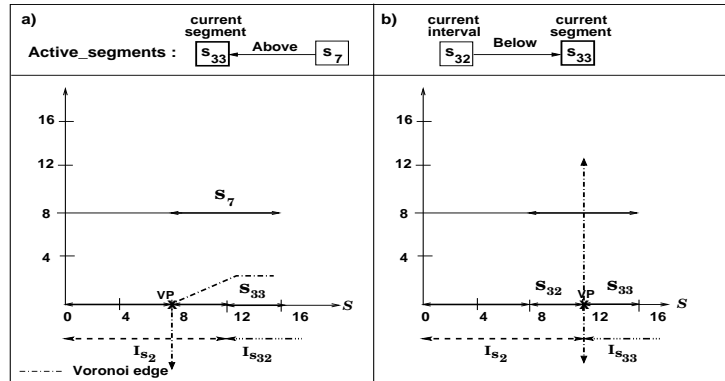 a)
current
segment
Active_segments :
s33
Above
s7
16
12
8
4
s7
VP
s33
S
0
4
8
12
16
Is2
Is32
Voronoi edge
b)
current
interval
current
segment
s32
Below
s33
16
12
8
4
s32
VP
s33
S
0
4
8
12
16
Is2
Is33